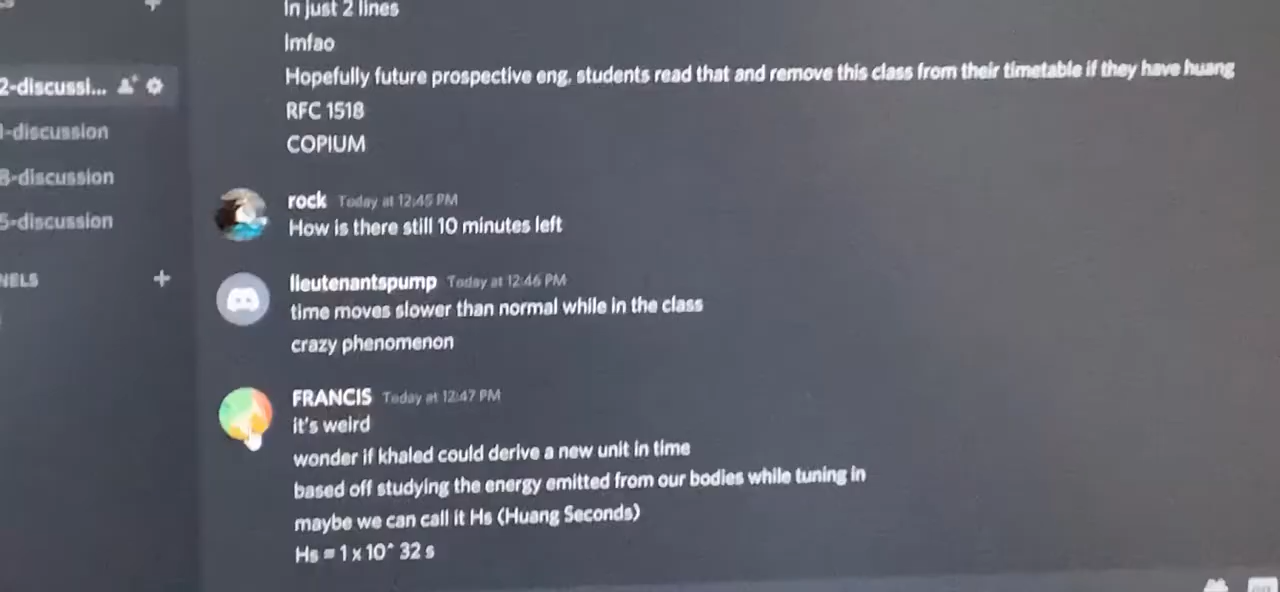 In just 2 lines
lmfao
2-discussi...
Hopefully future prospective eng. students read that and remove this class from their timetable if they have huang
RFC 1518
-discussion
COPIUM
8-discussion
rock Today at 12:45 PM
5-discussion
How is there still 10 minutes left
NELS
lieutenantspump Today at 12:46 PM
time moves slower than normal while in the class
crazy phenomenon
FRANCIS Today at 12:47 PM
it's weird
wonder if khaled could derive a new unit in time
based off studying the energy emitted from our bodies while tuning in
maybe we can call it Hs (Huang Seconds)
Hs = 1 x 10^ 32 s